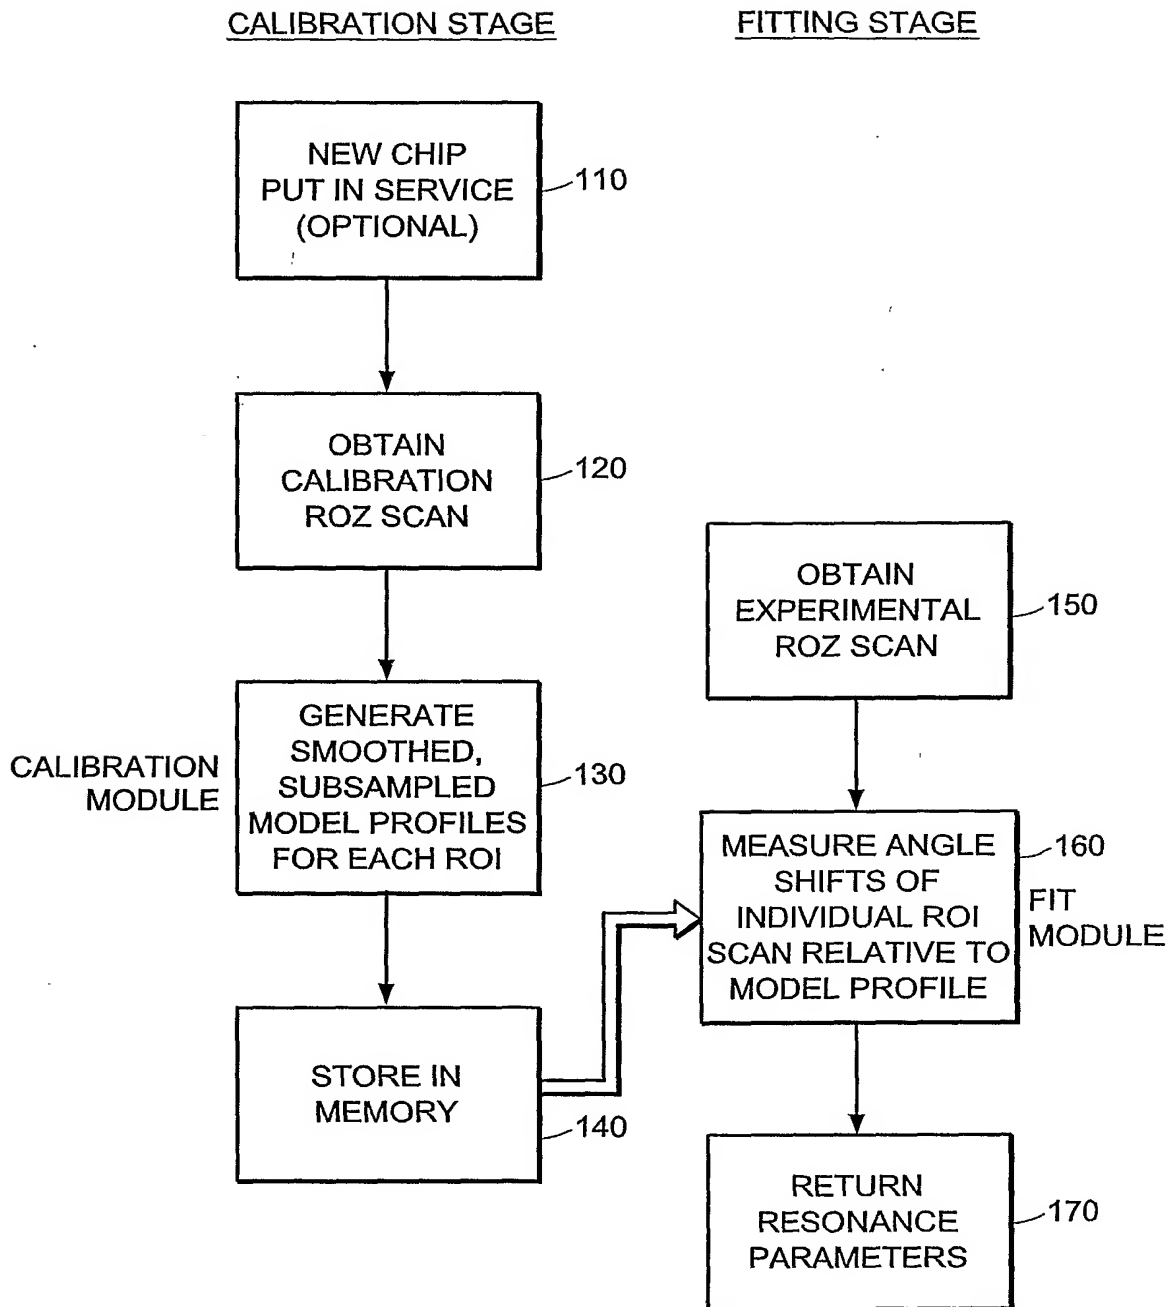 CALIBRATION STAGE
FITTING STAGE
NEW CHIP
PUT IN SERVICE
(OPTIONAL)
110
OBTAIN
CALIBRATION
ROZ SCAN
120
CALIBRATION
MODULE
GENERATE
SMOOTHED,
SUBSAMPLED
MODEL PROFILES
FOR EACH ROI
130
STORE IN
MEMORY
140
OBTAIN
EXPERIMENTAL
ROZ SCAN
150
MEASURE ANGLE
SHIFTS OF
INDIVIDUAL ROI
SCAN RELATIVE TO
MODEL PROFILE
160
FIT
MODULE
RETURN
RESONANCE
PARAMETERS
170